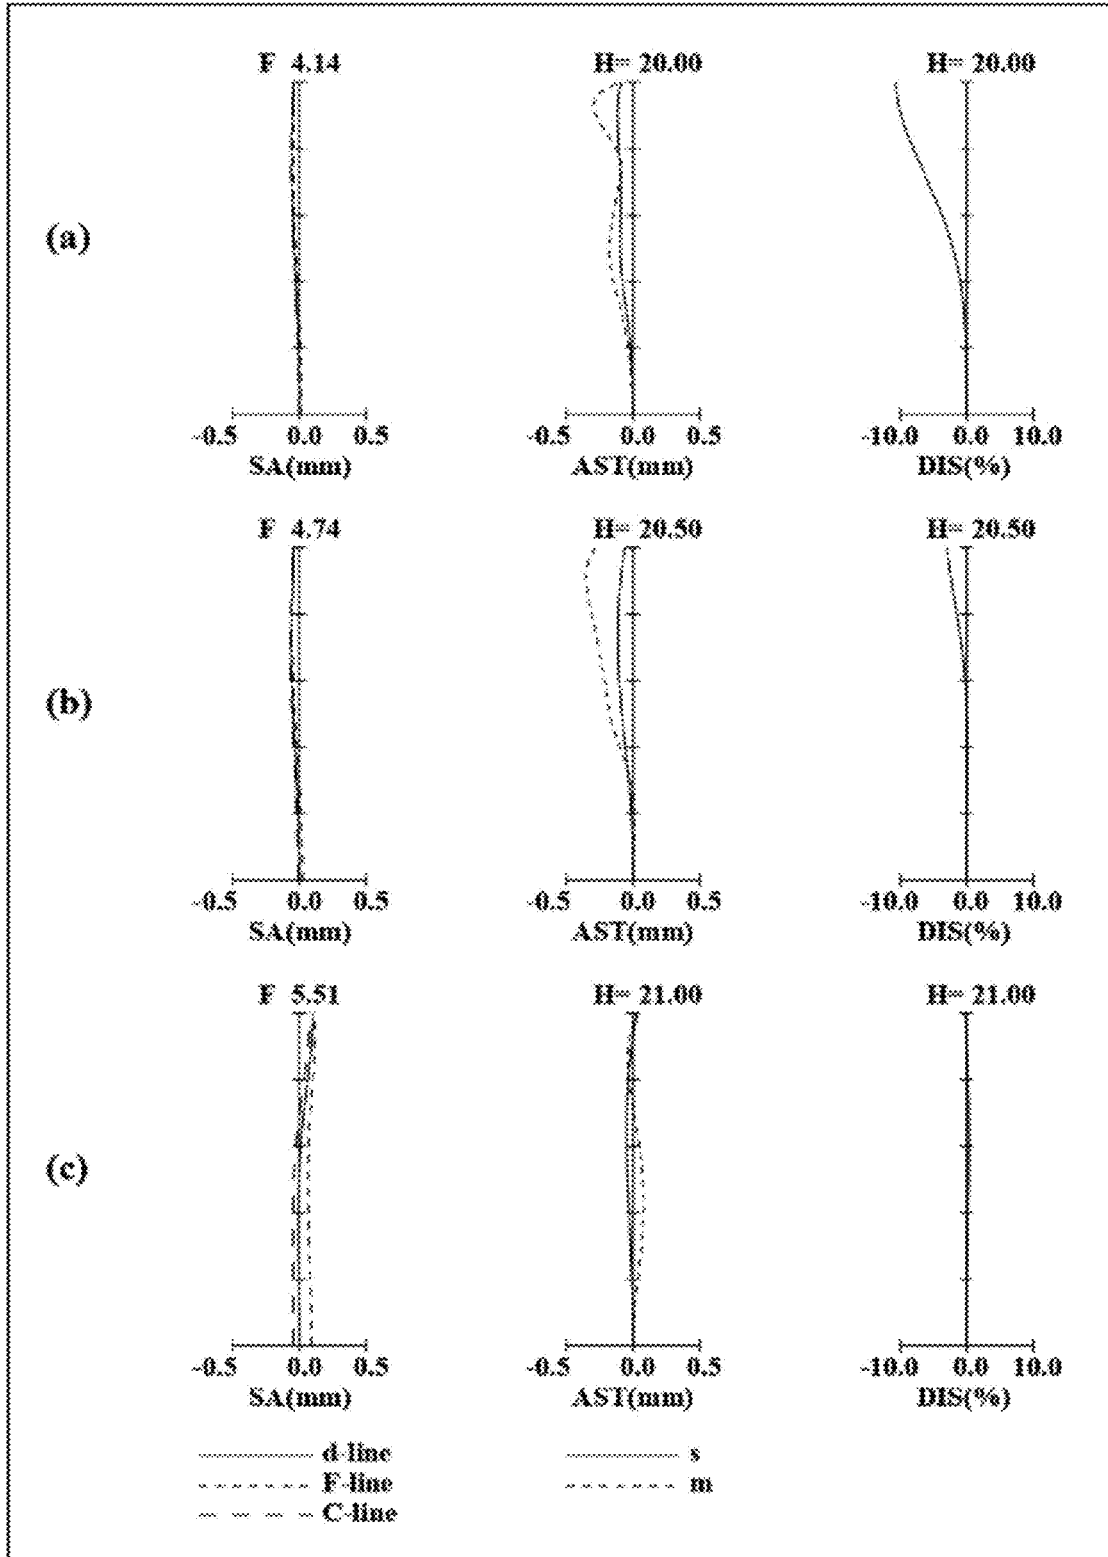 F 4.14 H= 20.00 H= 20.00
(a)
-0.5 0.0 0.5 -0.5 0.0 0.5 -10.0 0.0 10.0
SA(mm) AST(mm) DIS(%)
F 4.74 H= 20.50 H= 20.50
(b)
-0.5 0.0 0.5 -0.5 0.0 0.5 -10.0 0.0 10.0
SA(mm) AST(mm) DIS(%)
F 5.51 H= 21.00 H= 21.00
(c)
-0.5 0.0 0.5 -0.5 0.0 0.5 -10.0 0.0 10.0
SA(mm) AST(mm) DIS(%)
d-line s
F-line m
C-line